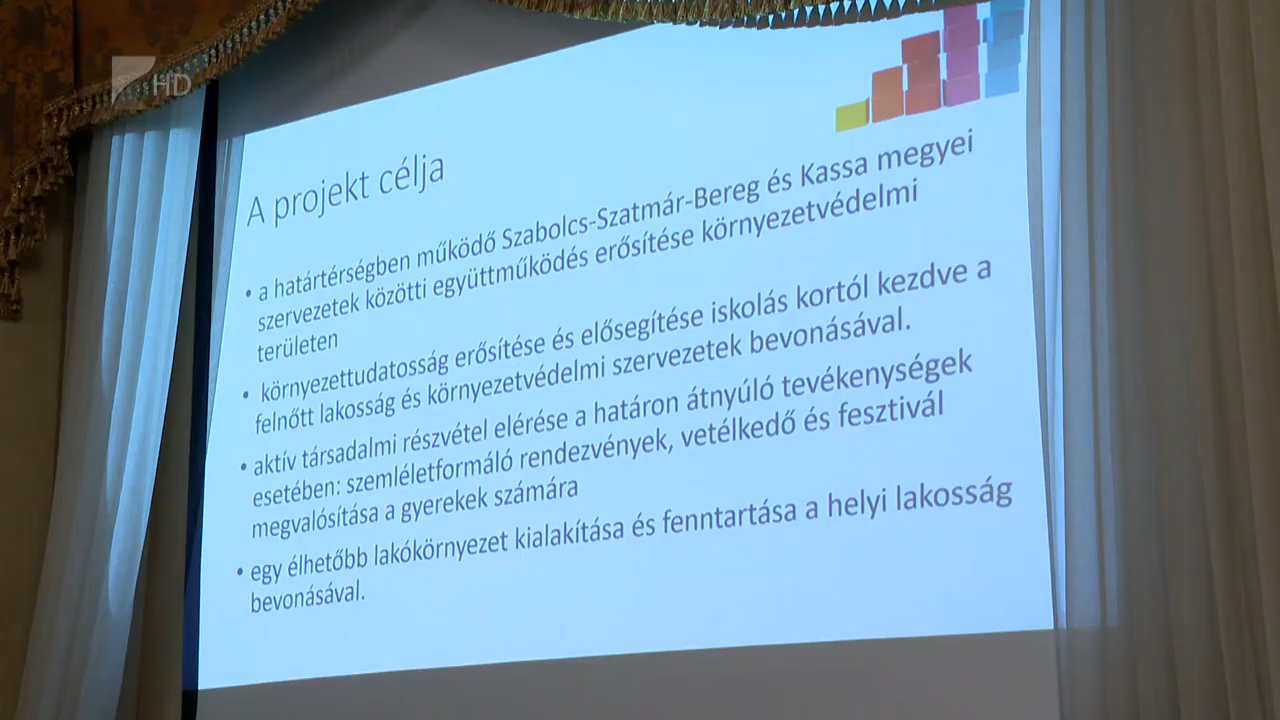 HD
A projekt célja
• a határtérségben működő Szabolcs-Szatmár-Bereg és Kassa megyei
szervezetek közötti együttműködés erősítése környezetvédelmi
területen
• környezettudatosság erősítése és elősegítése iskolás kortól kezdve a
felnőtt lakosság és környezetvédelmi szervezetek bevonásával.
• aktív társadalmi részvétel elérése a határon átnyúló tevékenységek
esetében: szemléletformáló rendezvények, vetélkedő és fesztivál
megvalósítása a gyerekek számára
• egy élhetőbb lakókörnyezet kialakítása és fenntartása a helyi lakosság
bevonásával.